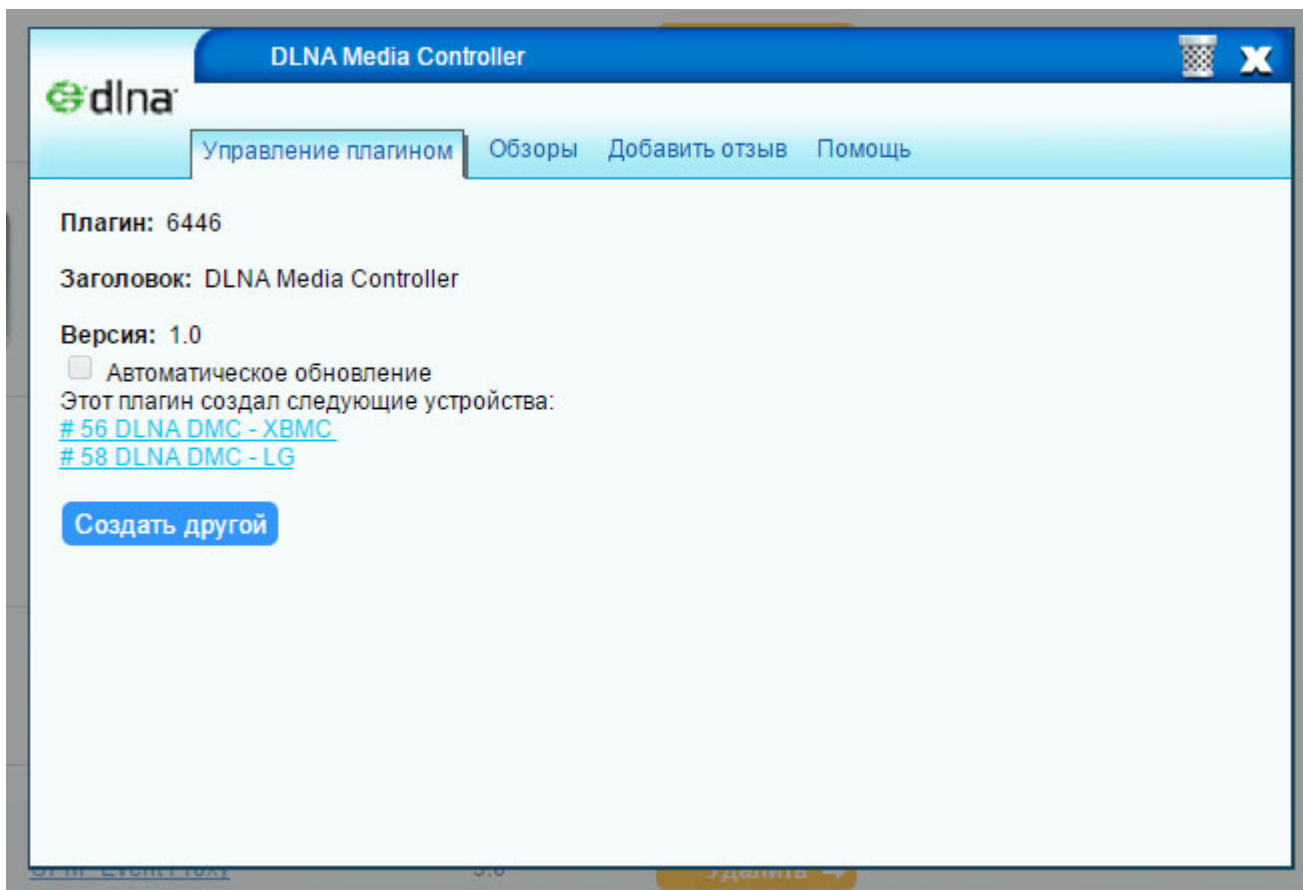 DLNA Media Controller
dlna
Управление плагином Обзоры Добавить отзыв Помощь
Плагин: 6446
Заголовок: DLNA Media Controller
Версия: 1.0
Автоматическое обновление
Этот плагин создал следующие устройства:
# 56 DLNA DMC - XBMC
# 58 DLNA DMC - LG
Создать другой